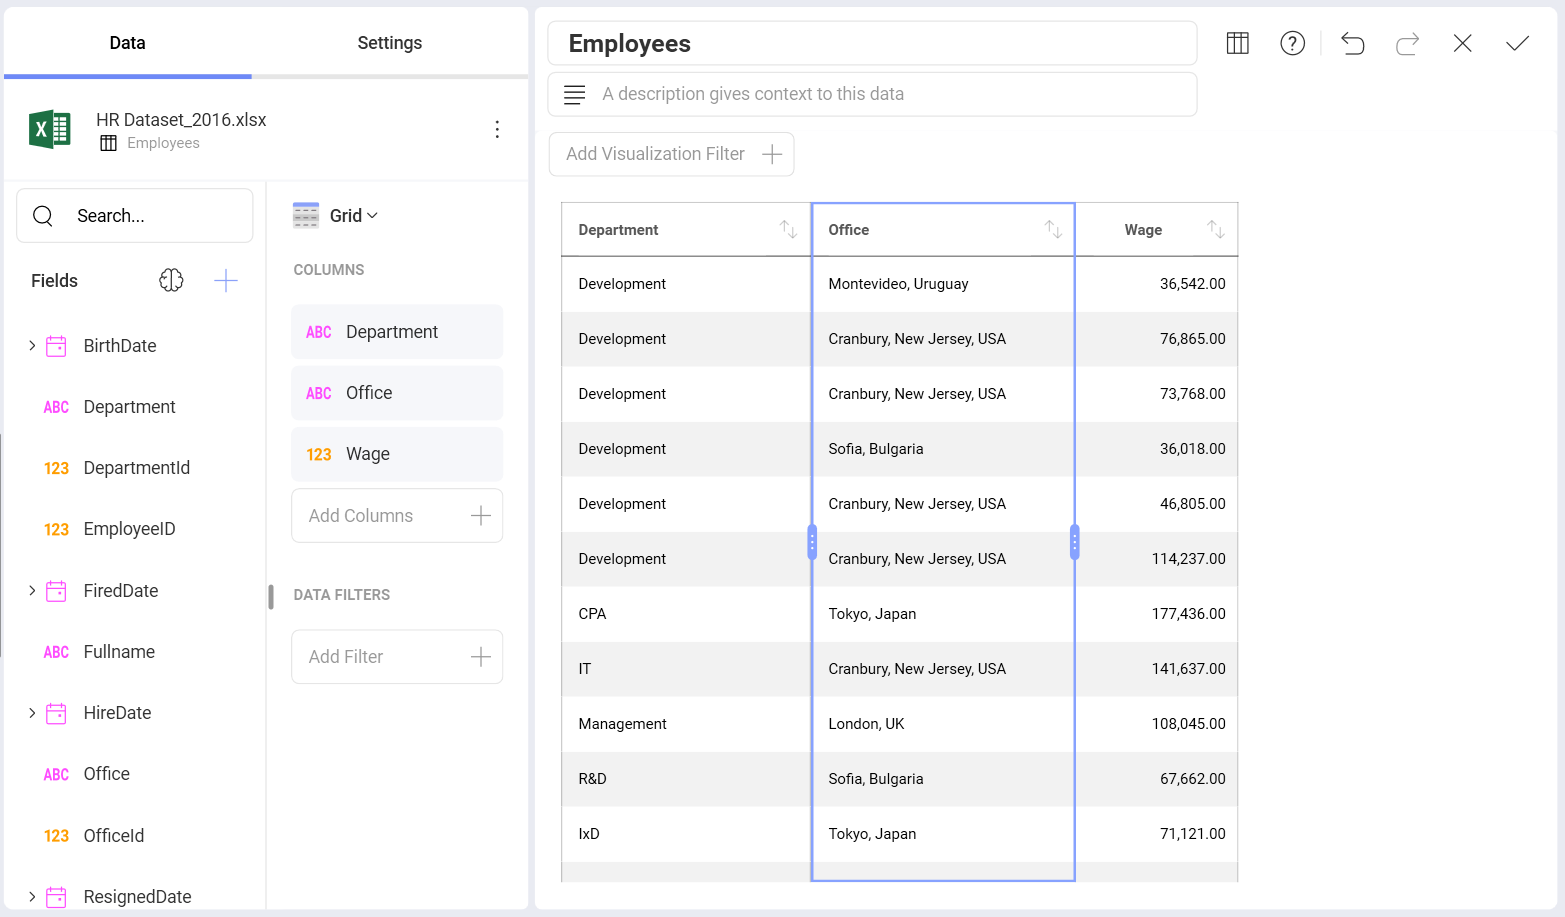 Data Settings
HR Dataset_2016.xlsx
Employees
Search...
Fields
BirthDate
ABC Department
123 DepartmentId
123 EmployeeID
FiredDate
ABC Fullname
HireDate
ABC Office
123 OfficeId
ResignedDate
Grid
COLUMNS
ABC Department
ABC Office
123 Wage
Add Columns
DATA FILTERS
Add Filter
Employees
A description gives context to this data
Add Visualization Filter
Department Office Wage
Development Montevideo, Uruguay 36,542.00
Development Cranbury, New Jersey, USA 76,865.00
Development Cranbury, New Jersey, USA 73,768.00
Development Sofia, Bulgaria 36,018.00
Development Cranbury, New Jersey, USA 46,805.00
Development Cranbury, New Jersey, USA 114,237.00
CPA Tokyo, Japan 177,436.00
IT Cranbury, New Jersey, USA 141,637.00
Management London, UK 108,045.00
R&D Sofia, Bulgaria 67,662.00
IxD Tokyo, Japan 71,121.00